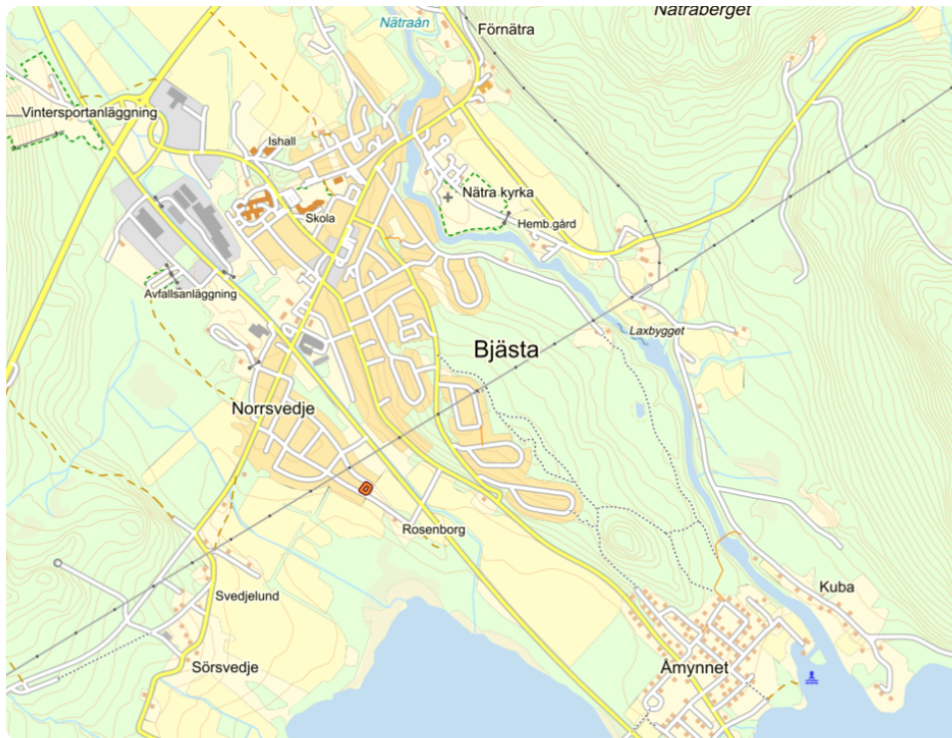 Nätraberget
Nätraån
Förnätra
Vintersportanläggning
Ishall
Nätra kyrka
Skola
Hemb.gård
Avfallsanläggning
Laxbygget
Bjästa
Norrsvedje
Rosenborg
Svedjelund
Kuba
Sörsvedje
Åmynnet